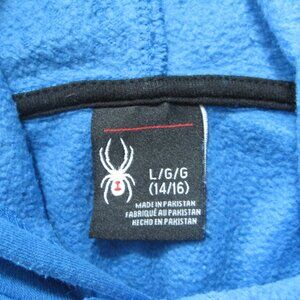 L/G/G
(14/16)
MADE IN PAKISTAN
FABRIQUÉ AU PAKISTAN
HECHO EN PAKISTAN